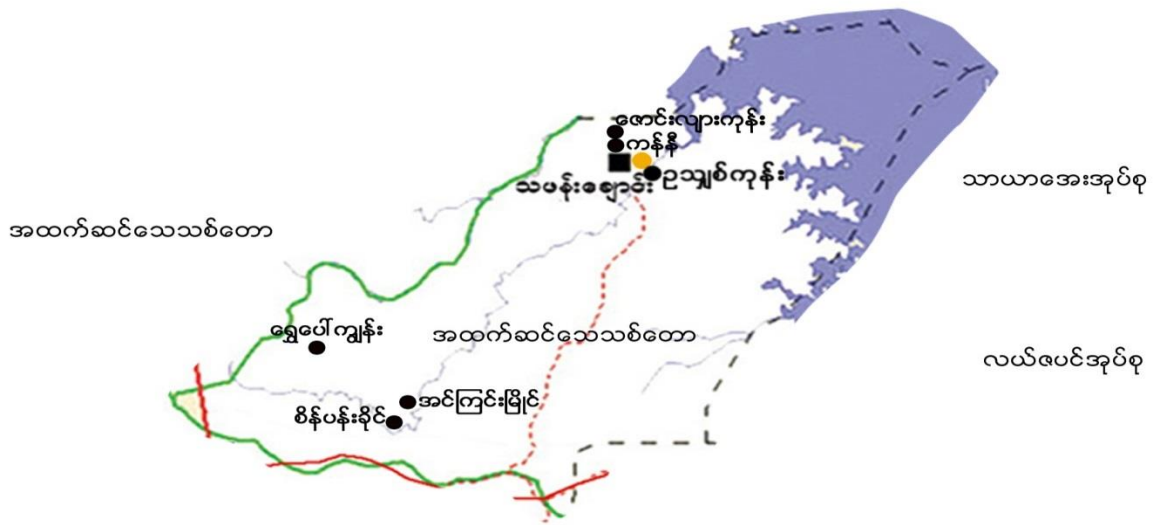 ဇောင်းလျားကုန်း
ကန်နီ
သဖန်းချောင်း ဥသျှစ်ကုန်း
သာယာအေးအုပ်စု
အထက်ဆင်သေသစ်တော
ရွှေပေါ်ကျွန်း
အထက်ဆင်သေသစ်တော
လယ်ဇပင်အုပ်စု
အင်ကြင်းမြိုင်
စိန်ပန်းခိုင်